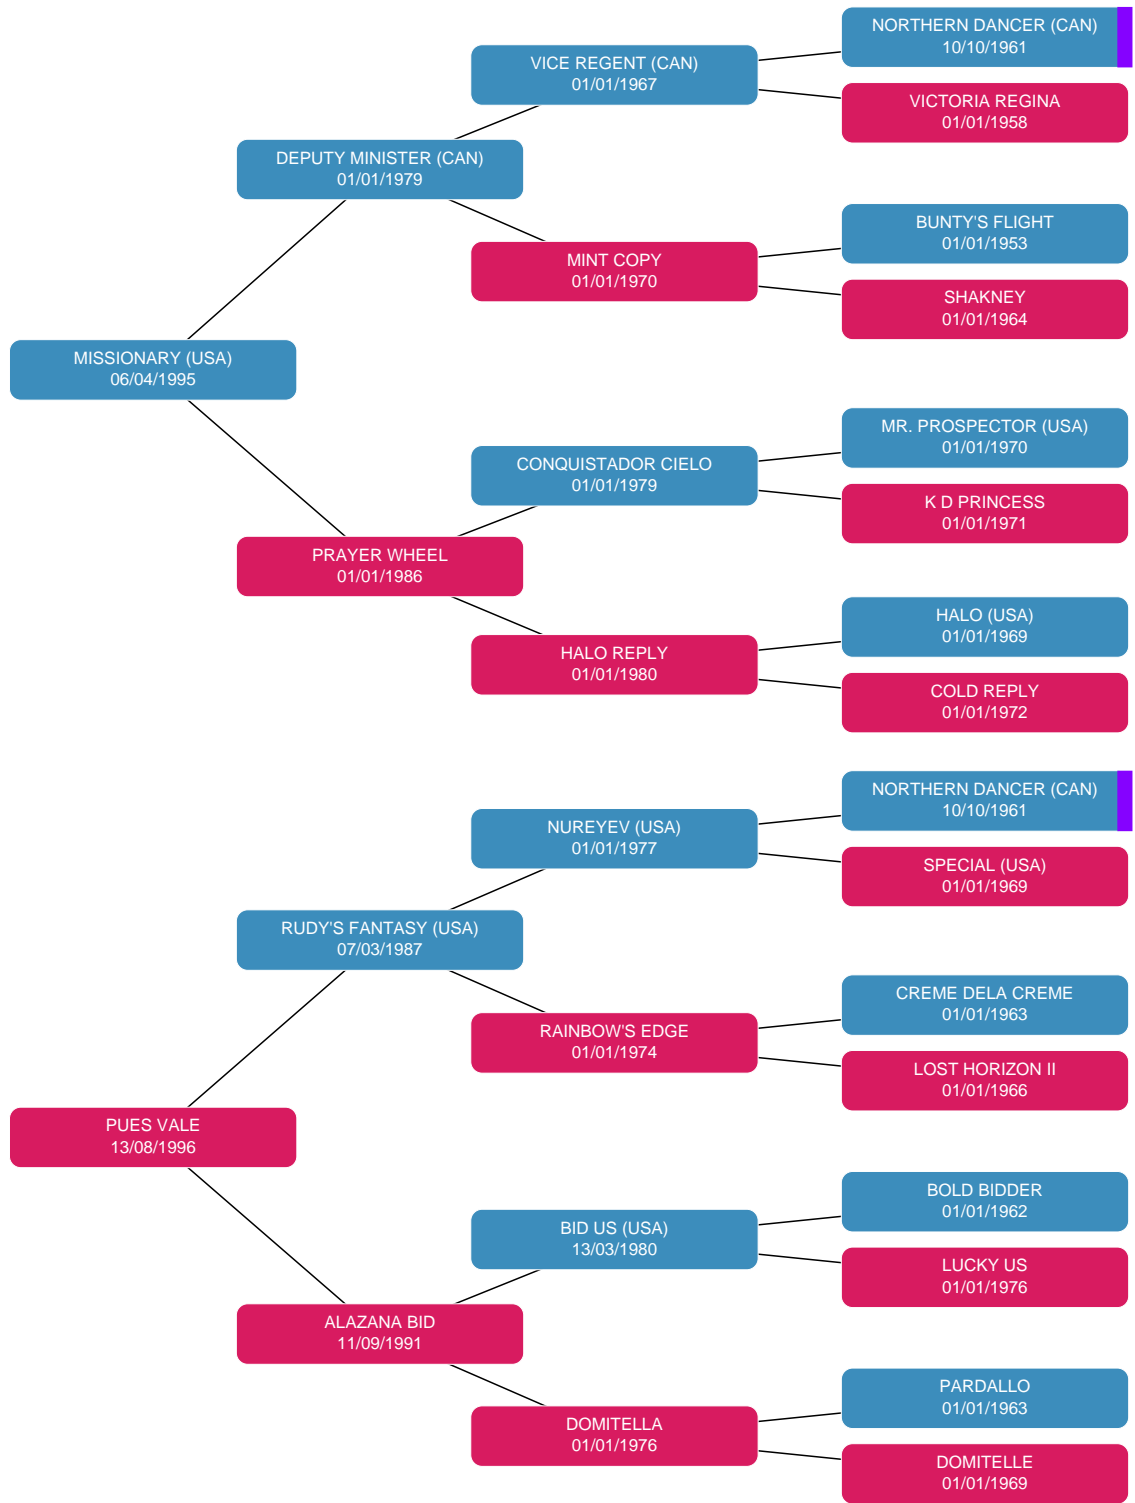 NORTHERN DANCER (CAN)
10/10/1961
VICE REGENT (CAN)
01/01/1967
VICTORIA REGINA
01/01/1958
DEPUTY MINISTER (CAN)
01/01/1979
BUNTY'S FLIGHT
01/01/1953
MINT COPY
01/01/1970
SHAKNEY
01/01/1964
MISSIONARY (USA)
06/04/1995
MR. PROSPECTOR (USA)
01/01/1970
CONQUISTADOR CIELO
01/01/1979
K D PRINCESS
01/01/1971
PRAYER WHEEL
01/01/1986
HALO (USA)
01/01/1969
HALO REPLY
01/01/1980
COLD REPLY
01/01/1972
NORTHERN DANCER (CAN)
10/10/1961
NUREYEV (USA)
01/01/1977
SPECIAL (USA)
01/01/1969
RUDY'S FANTASY (USA)
07/03/1987
CREME DELA CREME
01/01/1963
RAINBOW'S EDGE
01/01/1974
LOST HORIZON II
01/01/1966
PUES VALE
13/08/1996
BOLD BIDDER
01/01/1962
BID US (USA)
13/03/1980
LUCKY US
01/01/1976
ALAZANA BID
11/09/1991
PARDALLO
01/01/1963
DOMITELLA
01/01/1976
DOMITELLE
01/01/1969